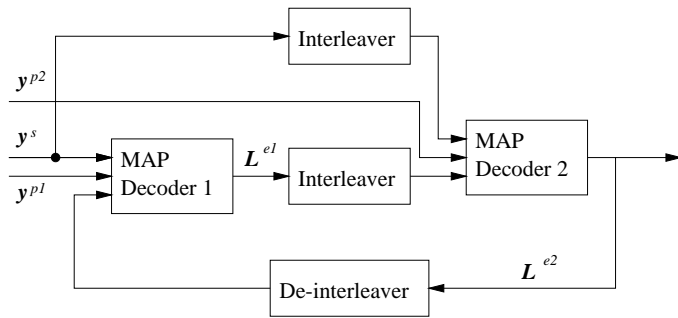 Interleaver
y^{p2}
y^{s}
y^{p1}
MAP
Decoder 1
L^{e1}
Interleaver
MAP
Decoder 2
L^{e2}
De-interleaver